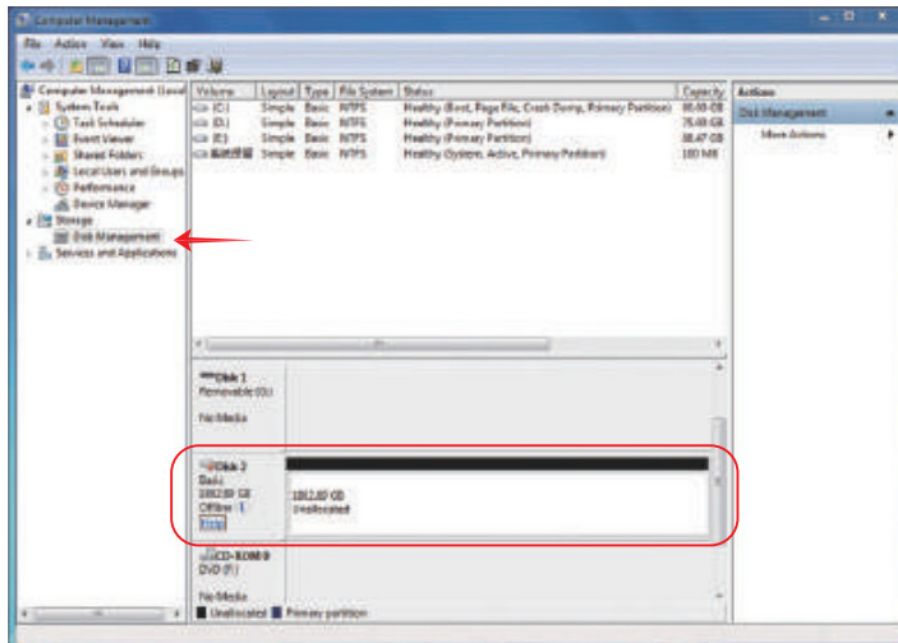 Computer Management
File Action View Help
Computer Management (Local
System Tools
Task Scheduler
Event Viewer
Shared Folders
Local Users and Groups
Performance
Device Manager
Storage
Disk Management
Services and Applications
Volume Layout Type File System Status Capacity
(C:) Simple Basic NTFS Healthy (Boot, Page File, Crash Dump, Primary Partition)
(D:) Simple Basic NTFS Healthy (Primary Partition) 75.00 GB
(E:) Simple Basic NTFS Healthy (Primary Partition)
Simple Basic NTFS Healthy (System, Active, Primary Partition) 100 MB
Actions
Disk Management
More Actions
Disk 1
Removable (G:)
No Media
Disk 2
Basic
Offline
Help
Unallocated
CD-ROM 0
DVD (F:)
No Media
Unallocated Primary partition